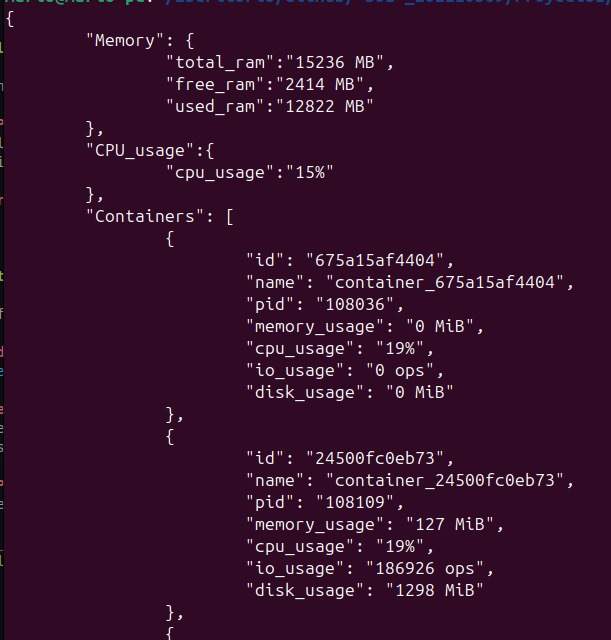 {
"Memory": {
"total_ram":"15236 MB",
"free_ram":"2414 MB",
"used_ram":"12822 MB"
},
"CPU_usage":{
"cpu_usage":"15%"
},
"Containers": [
{
"id": "675a15af4404",
"name": "container_675a15af4404",
"pid": "108036",
"memory_usage": "0 MiB",
"cpu_usage": "19%",
"io_usage": "0 ops",
"disk_usage": "0 MiB"
},
{
"id": "24500fc0eb73",
"name": "container_24500fc0eb73",
"pid": "108109",
"memory_usage": "127 MiB",
"cpu_usage": "19%",
"io_usage": "186926 ops",
"disk_usage": "1298 MiB"
},
{